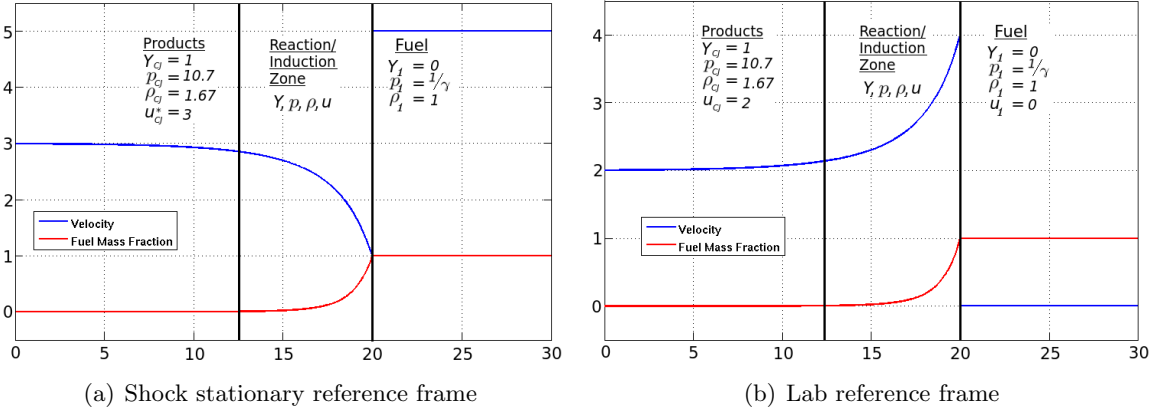 5
4
3
2
1
0
0
5
10
15
20
25
30
Products
Y_CJ = 1
p_CJ = 10.7
ρ_CJ = 1.67
u*_CJ = 3
Reaction/
Induction
Zone
Y, p, ρ, u
Fuel
Y_1 = 0
p_1 = 1/γ
ρ_1 = 1
Velocity
Fuel Mass Fraction
(a) Shock stationary reference frame
4
3
2
1
0
0
5
10
15
20
25
30
Products
Y_CJ = 1
p_CJ = 10.7
ρ_CJ = 1.67
u_CJ = 2
Reaction/
Induction
Zone
Y, p, ρ, u
Fuel
Y_1 = 0
p_1 = 1/γ
ρ_1 = 1
u_1 = 0
Velocity
Fuel Mass Fraction
(b) Lab reference frame